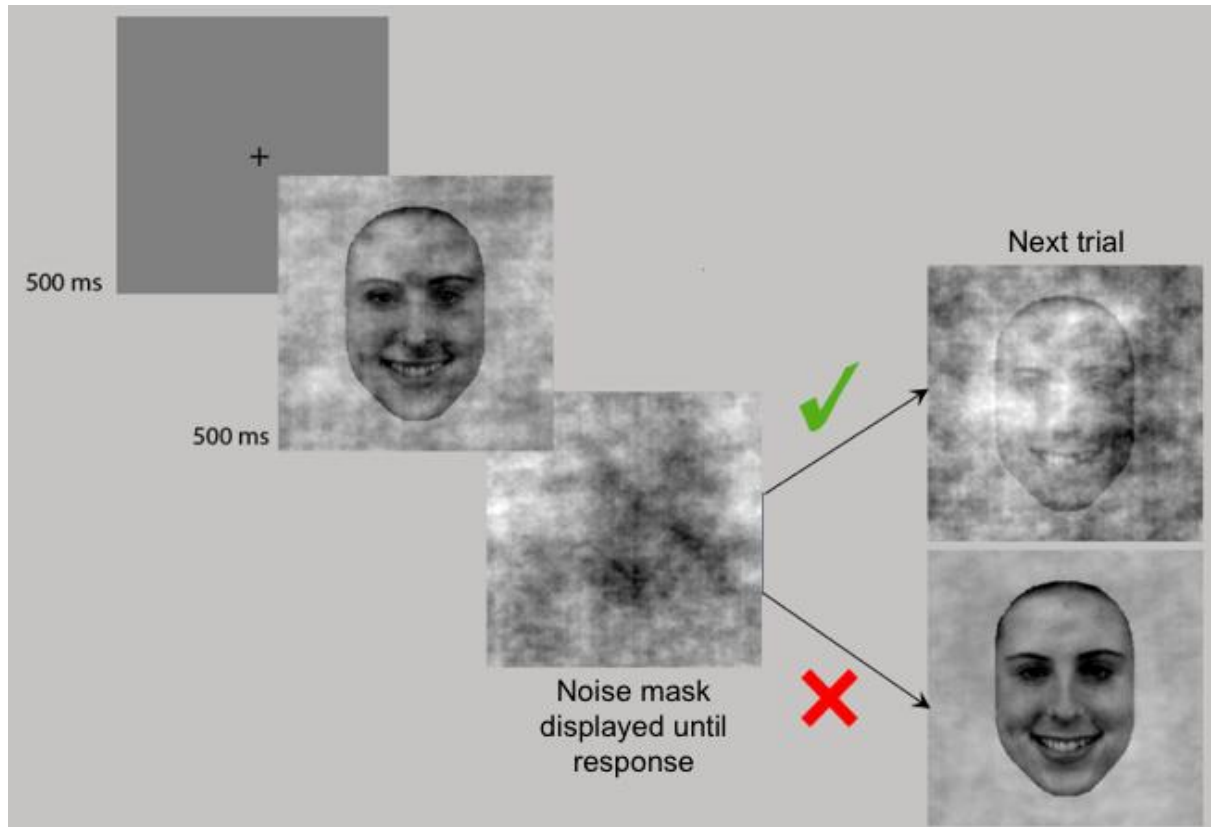 500 ms
500 ms
Noise mask
displayed until
response
Next trial